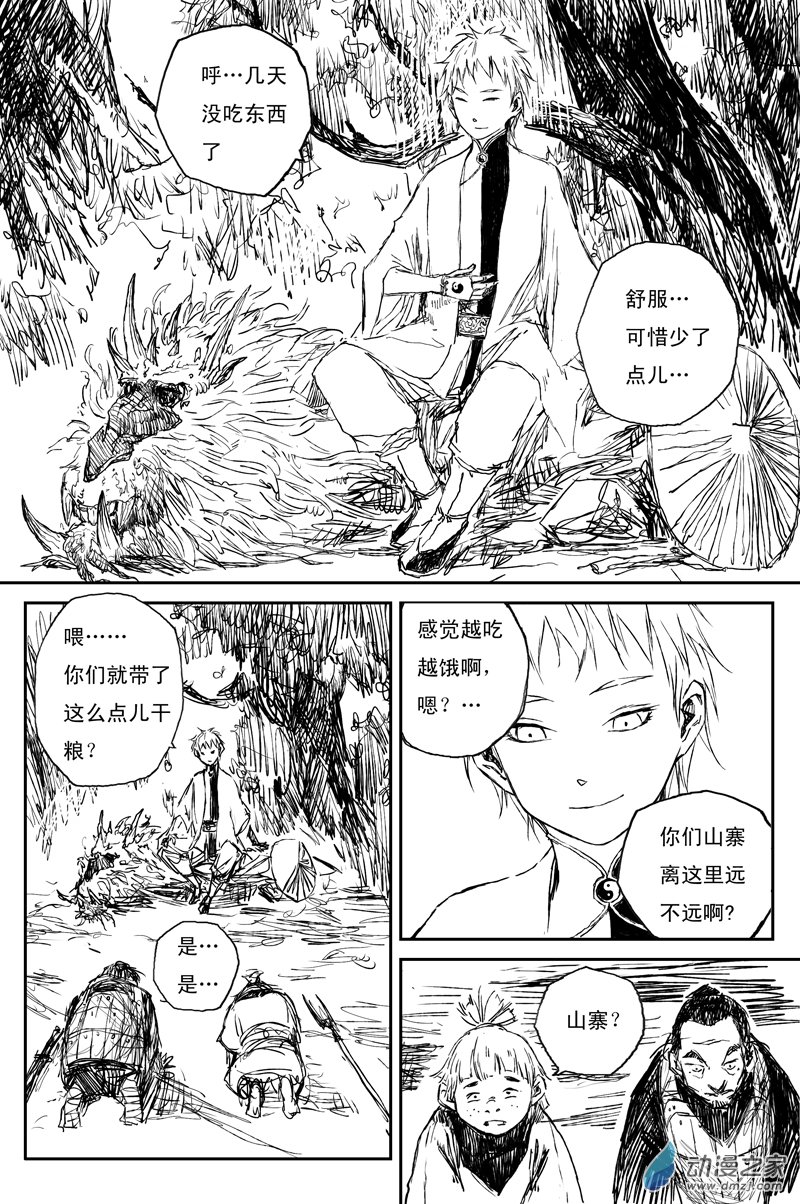 呼…几天
没吃东西
了
舒服…
可惜少了
点儿…
喂……
你们就带了
这么点儿干
粮？
是…
是…
感觉越吃
越饿啊，
嗯？…
你们山寨
离这里远
不远啊?
山寨？
动漫之家
www.dmzj.com